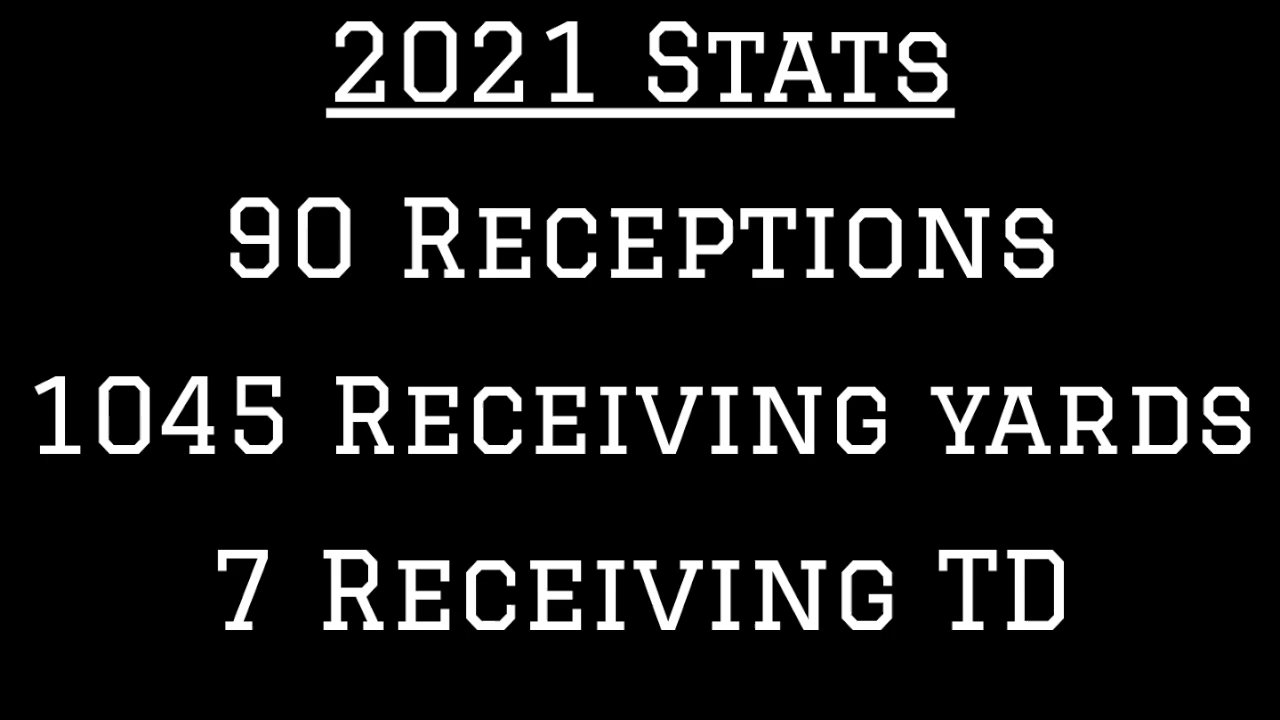 2021 Stats
90 Receptions
1045 Receiving yards
7 Receiving TD